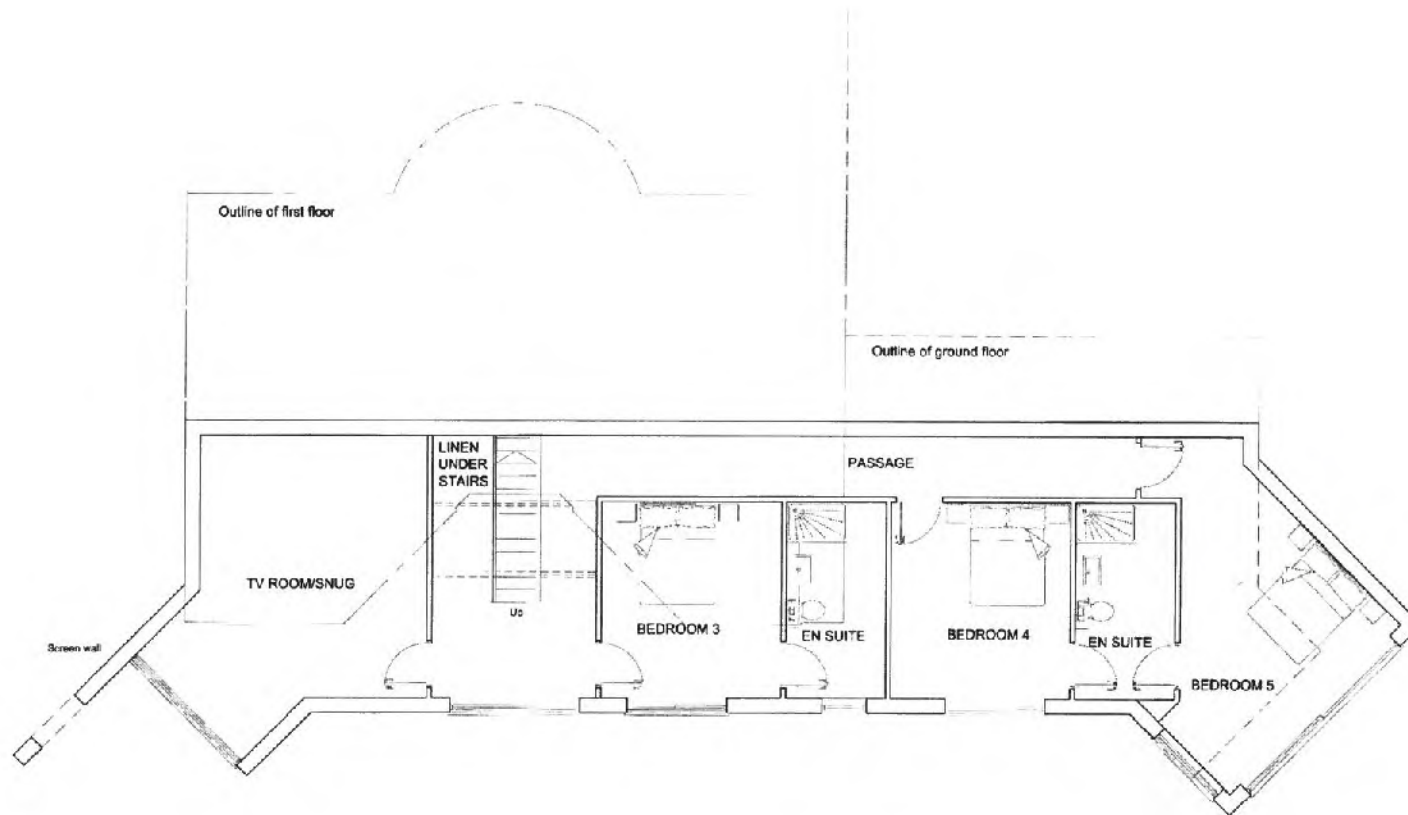 Outline of first floor
Outline of ground floor
LINEN
UNDER
STAIRS
PASSAGE
TV ROOM/SNUG
Up
BEDROOM 3
EN SUITE
BEDROOM 4
EN SUITE
Screen wall
BEDROOM 5